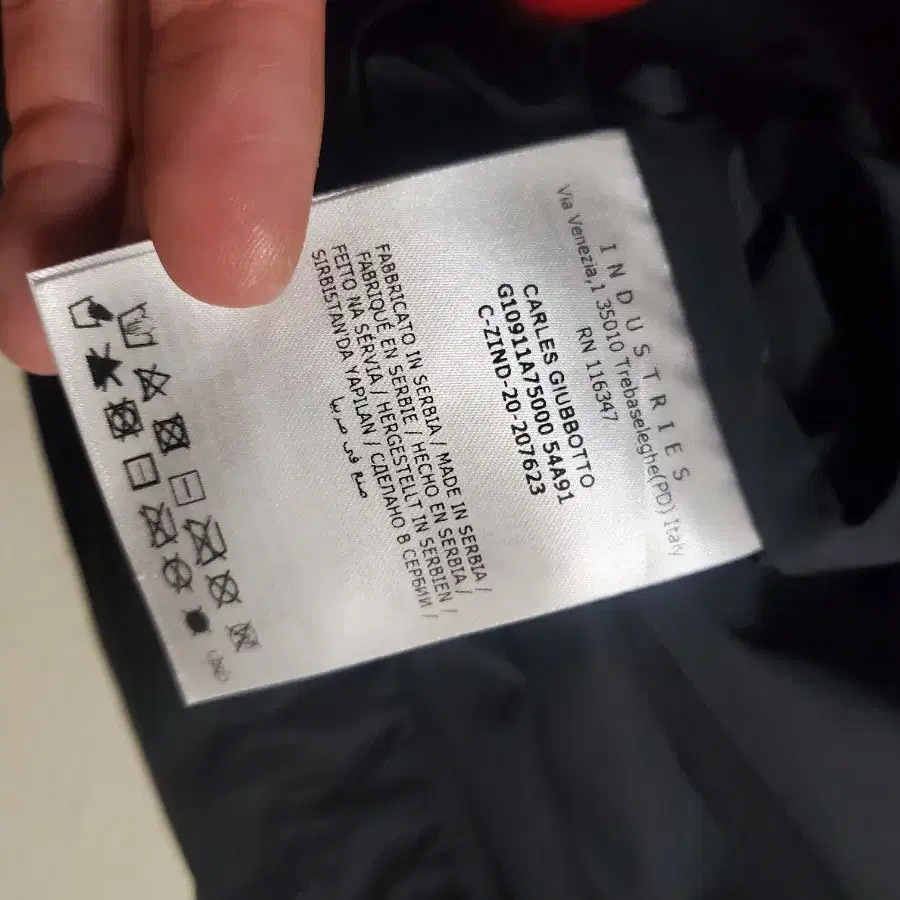 INDUSTRIES
Via Venezia,1 35010 Trebaseleghe(PD) Italy
RN 116347
CARLES GIUBBOTTO
G10911A75000 54A91
C-ZIND-20-207623
FABBRICATO IN SERBIA / MADE IN SERBIA /
FABRIQUÉ EN SERBIE / HECHO EN SERBIA /
FEITO NA SÉRVIA / HERGESTELLT IN SERBIEN /
SIRBISTAN'DA YAPILAN / СДЕЛАНО В СЕРБИИ /
صنع في صربيا